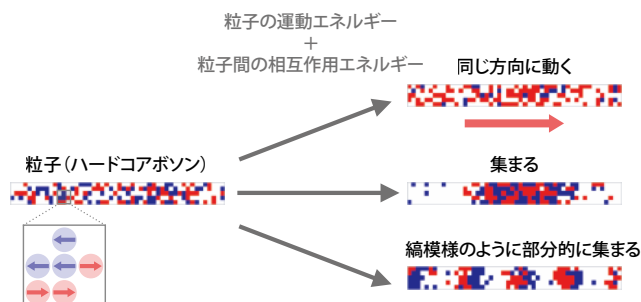 粒子の運動エネルギー
+
粒子間の相互作用エネルギー
同じ方向に動く
粒子（ハードコアボソン）
集まる
縞模様のように部分的に集まる